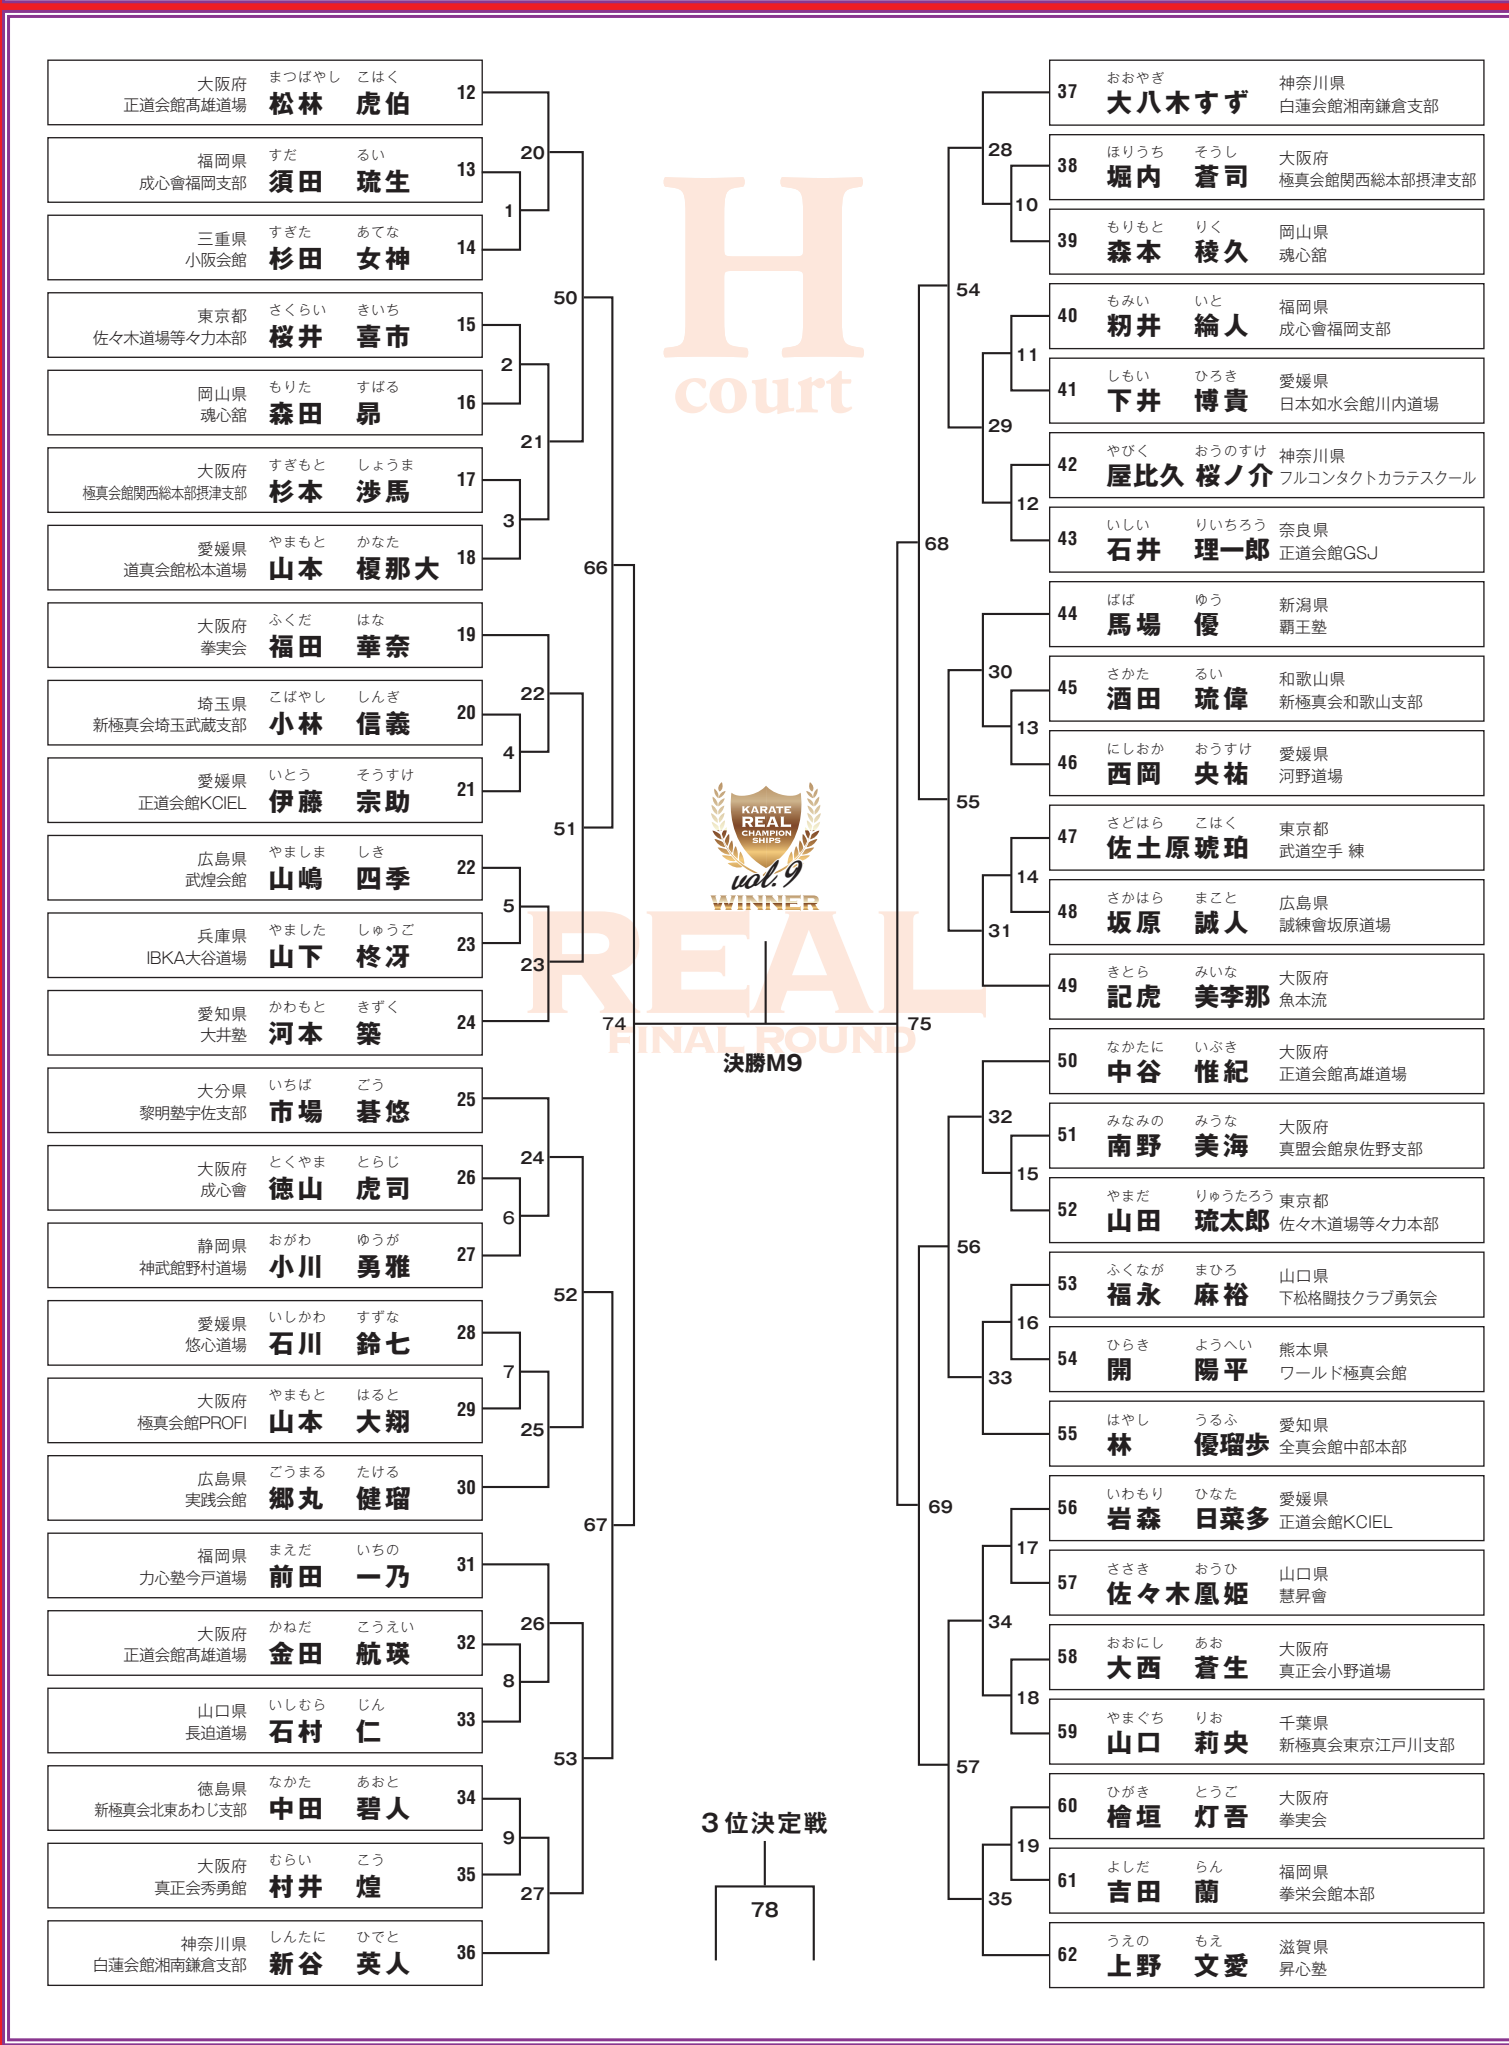 H
court
大阪府 まつばやし こはく
正道会館髙雄道場 松林 虎伯 12
福岡県 すだ るい
成心會福岡支部 須田 琉生 13
三重県 すぎた あてな
小阪会館 杉田 女神 14
東京都 さくらい きいち
佐々木道場等々力本部 桜井 喜市 15
岡山県 もりた すばる
魂心舘 森田 昴 16
大阪府 すぎもと しょうま
極真会館関西総本部摂津支部 杉本 渉馬 17
愛媛県 やまもと かなた
道真会館松本道場 山本 榎那大 18
大阪府 ふくだ はな
拳実会 福田 華奈 19
埼玉県 こばやし しんぎ
新極真会埼玉武蔵支部 小林 信義 20
愛媛県 いとう そうすけ
正道会館KCIEL 伊藤 宗助 21
広島県 やましま しき
武煌会館 山嶋 四季 22
兵庫県 やました しゅうご
IBKA大谷道場 山下 柊冴 23
愛知県 かわもと きずく
大井塾 河本 築 24
大分県 いちば ごう
黎明塾宇佐支部 市場 碁悠 25
大阪府 とくやま とらじ
成心會 徳山 虎司 26
静岡県 おがわ ゆうが
神武館野村道場 小川 勇雅 27
愛媛県 いしかわ すずな
悠心道場 石川 鈴七 28
大阪府 やまもと はると
極真会館PROFI 山本 大翔 29
広島県 ごうまる たける
実践会館 郷丸 健瑠 30
福岡県 まえだ いちの
力心塾今戸道場 前田 一乃 31
大阪府 かねだ こうえい
正道会館髙雄道場 金田 航瑛 32
山口県 いしむら じん
長迫道場 石村 仁 33
徳島県 なかた あおと
新極真会北東あわじ支部 中田 碧人 34
大阪府 むらい こう
真正会秀勇館 村井 煌 35
神奈川県 しんたに ひでと
白蓮会館湘南鎌倉支部 新谷 英人 36
20
1
50
2
21
3
66
22
4
51
5
23
74
24
6
52
7
25
67
26
8
53
9
27
KARATE
REAL
CHAMPION
SHIPS
vol.9
WINNER
REAL
FINAL ROUND
決勝M9
3位決定戦
78
28
10
54
11
29
12
68
30
13
55
14
31
75
32
15
56
16
33
69
17
34
18
57
19
35
おおやぎ 神奈川県
37 大八木すず 白蓮会館湘南鎌倉支部
ほりうち そうし 大阪府
38 堀内 蒼司 極真会館関西総本部摂津支部
もりもと りく 岡山県
39 森本 稜久 魂心舘
もみい いと 福岡県
40 籾井 綸人 成心會福岡支部
しもい ひろき 愛媛県
41 下井 博貴 日本如水会館川内道場
やびく おうのすけ 神奈川県
42 屋比久 桜ノ介 フルコンタクトカラテスクール
いしい りいちろう 奈良県
43 石井 理一郎 正道会館GSJ
ばば ゆう 新潟県
44 馬場 優 覇王塾
さかた るい 和歌山県
45 酒田 琉偉 新極真会和歌山支部
にしおか おうすけ 愛媛県
46 西岡 央祐 河野道場
さどはら こはく 東京都
47 佐土原琥珀 武道空手 練
さかはら まこと 広島県
48 坂原 誠人 誠練會坂原道場
きとら みいな 大阪府
49 記虎 美李那 魚本流
なかたに いぶき 大阪府
50 中谷 惟紀 正道会館髙雄道場
みなみの みうな 大阪府
51 南野 美海 真盟会館泉佐野支部
やまだ りゅうたろう 東京都
52 山田 琉太郎 佐々木道場等々力本部
ふくなが まひろ 山口県
53 福永 麻裕 下松格闘技クラブ勇気会
ひらき ようへい 熊本県
54 開 陽平 ワールド極真会館
はやし うるふ 愛知県
55 林 優瑠歩 全真会館中部本部
いわもり ひなた 愛媛県
56 岩森 日菜多 正道会館KCIEL
ささき おうひ 山口県
57 佐々木凰姫 慧昇會
おおにし あお 大阪府
58 大西 蒼生 真正会小野道場
やまぐち りお 千葉県
59 山口 莉央 新極真会東京江戸川支部
ひがき とうご 大阪府
60 檜垣 灯吾 拳実会
よしだ らん 福岡県
61 吉田 蘭 拳栄会館本部
うえの もえ 滋賀県
62 上野 文愛 昇心塾